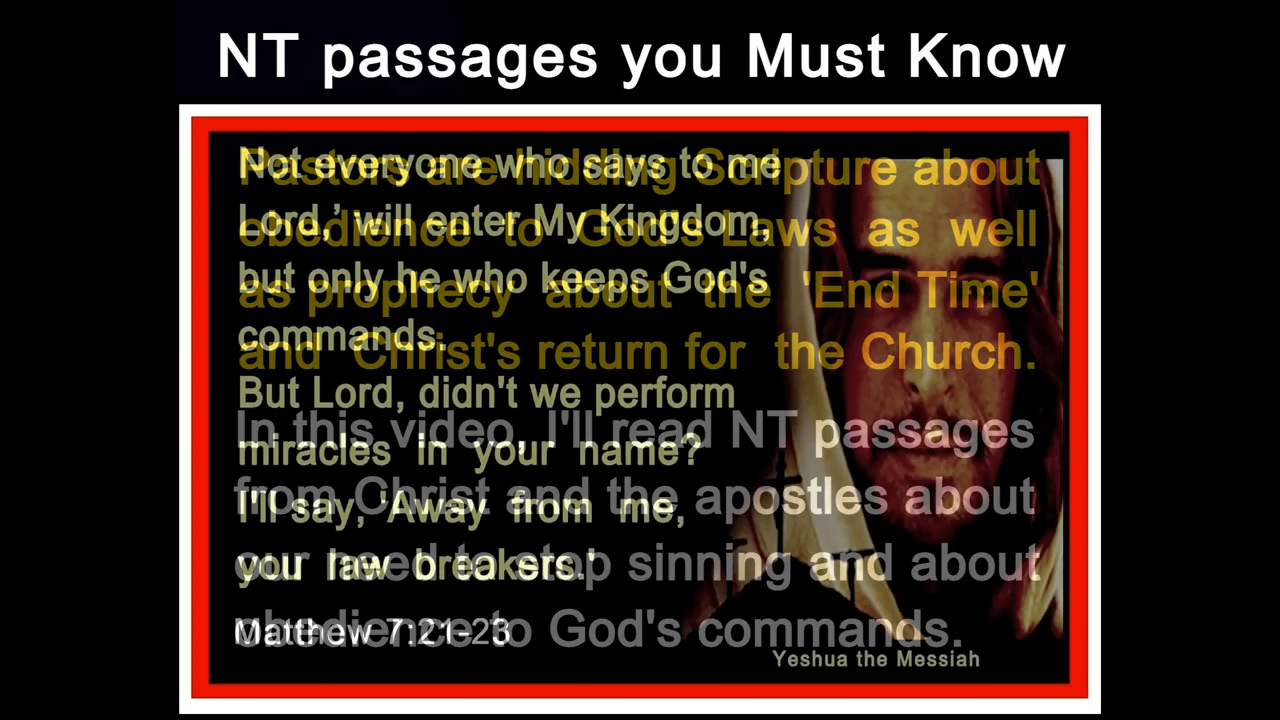 NT passages you Must Know
Not everyone who says to me
Lord,' will enter My Kingdom,
but only he who keeps God's
commands.
But Lord, didn't we perform
miracles in your name?
I'll say, 'Away from me,
you law breakers.'
Matthew 7:21-23
Pastors are hidding Scripture about
obedience to God's Laws as well
as prophecy about the 'End Time'
and Christ's return for the Church.
In this video, I'll read NT passages
from Christ and the apostles about
our need to stop sinning and about
obedience to God's commands.
Yeshua the Messiah